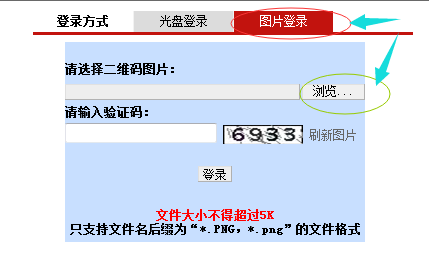 登录方式 光盘登录 图片登录
请选择二维码图片：
浏览...
请输入验证码：
6933 刷新图片
登录
文件大小不得超过5K
只支持文件名后缀为“*.PNG，*.png”的文件格式